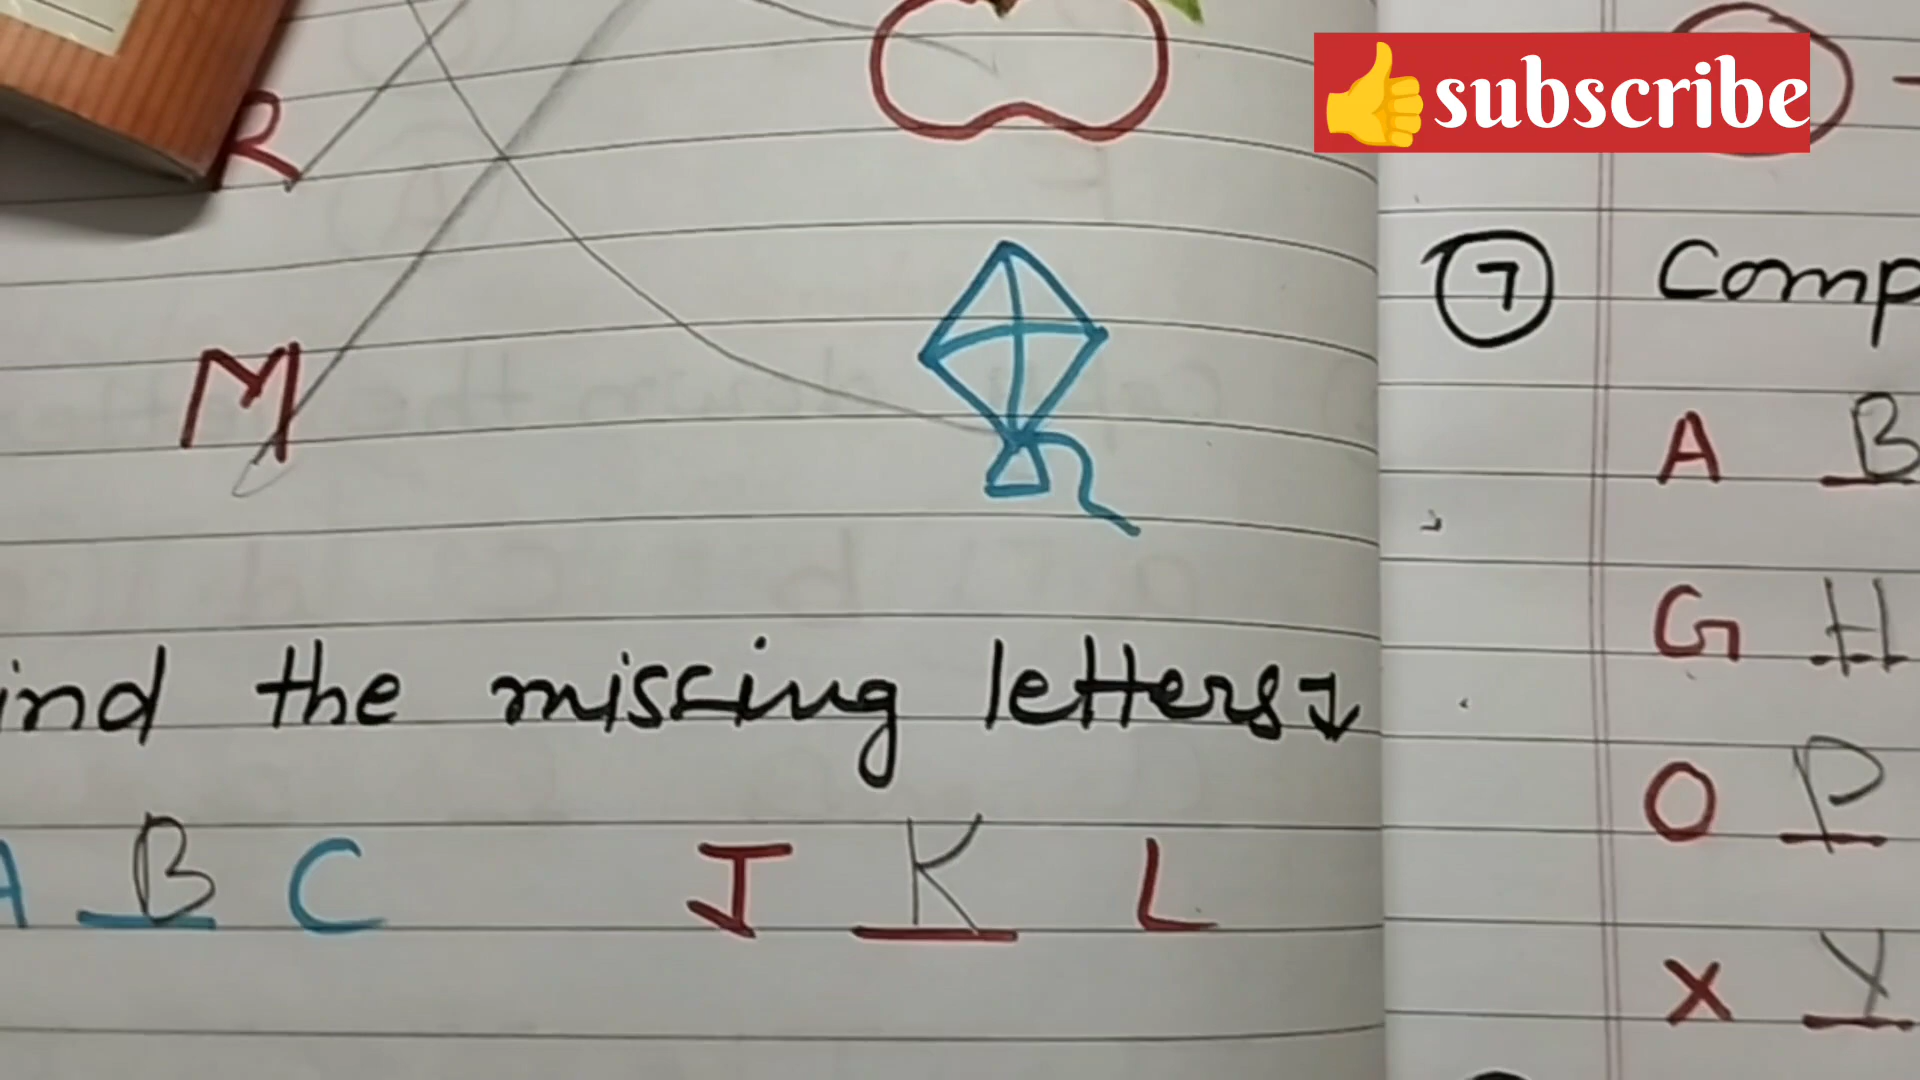 subscribe
R
M
ind the missing letters
A B C J K L
7 Comp
A B
G H
O P
X Y